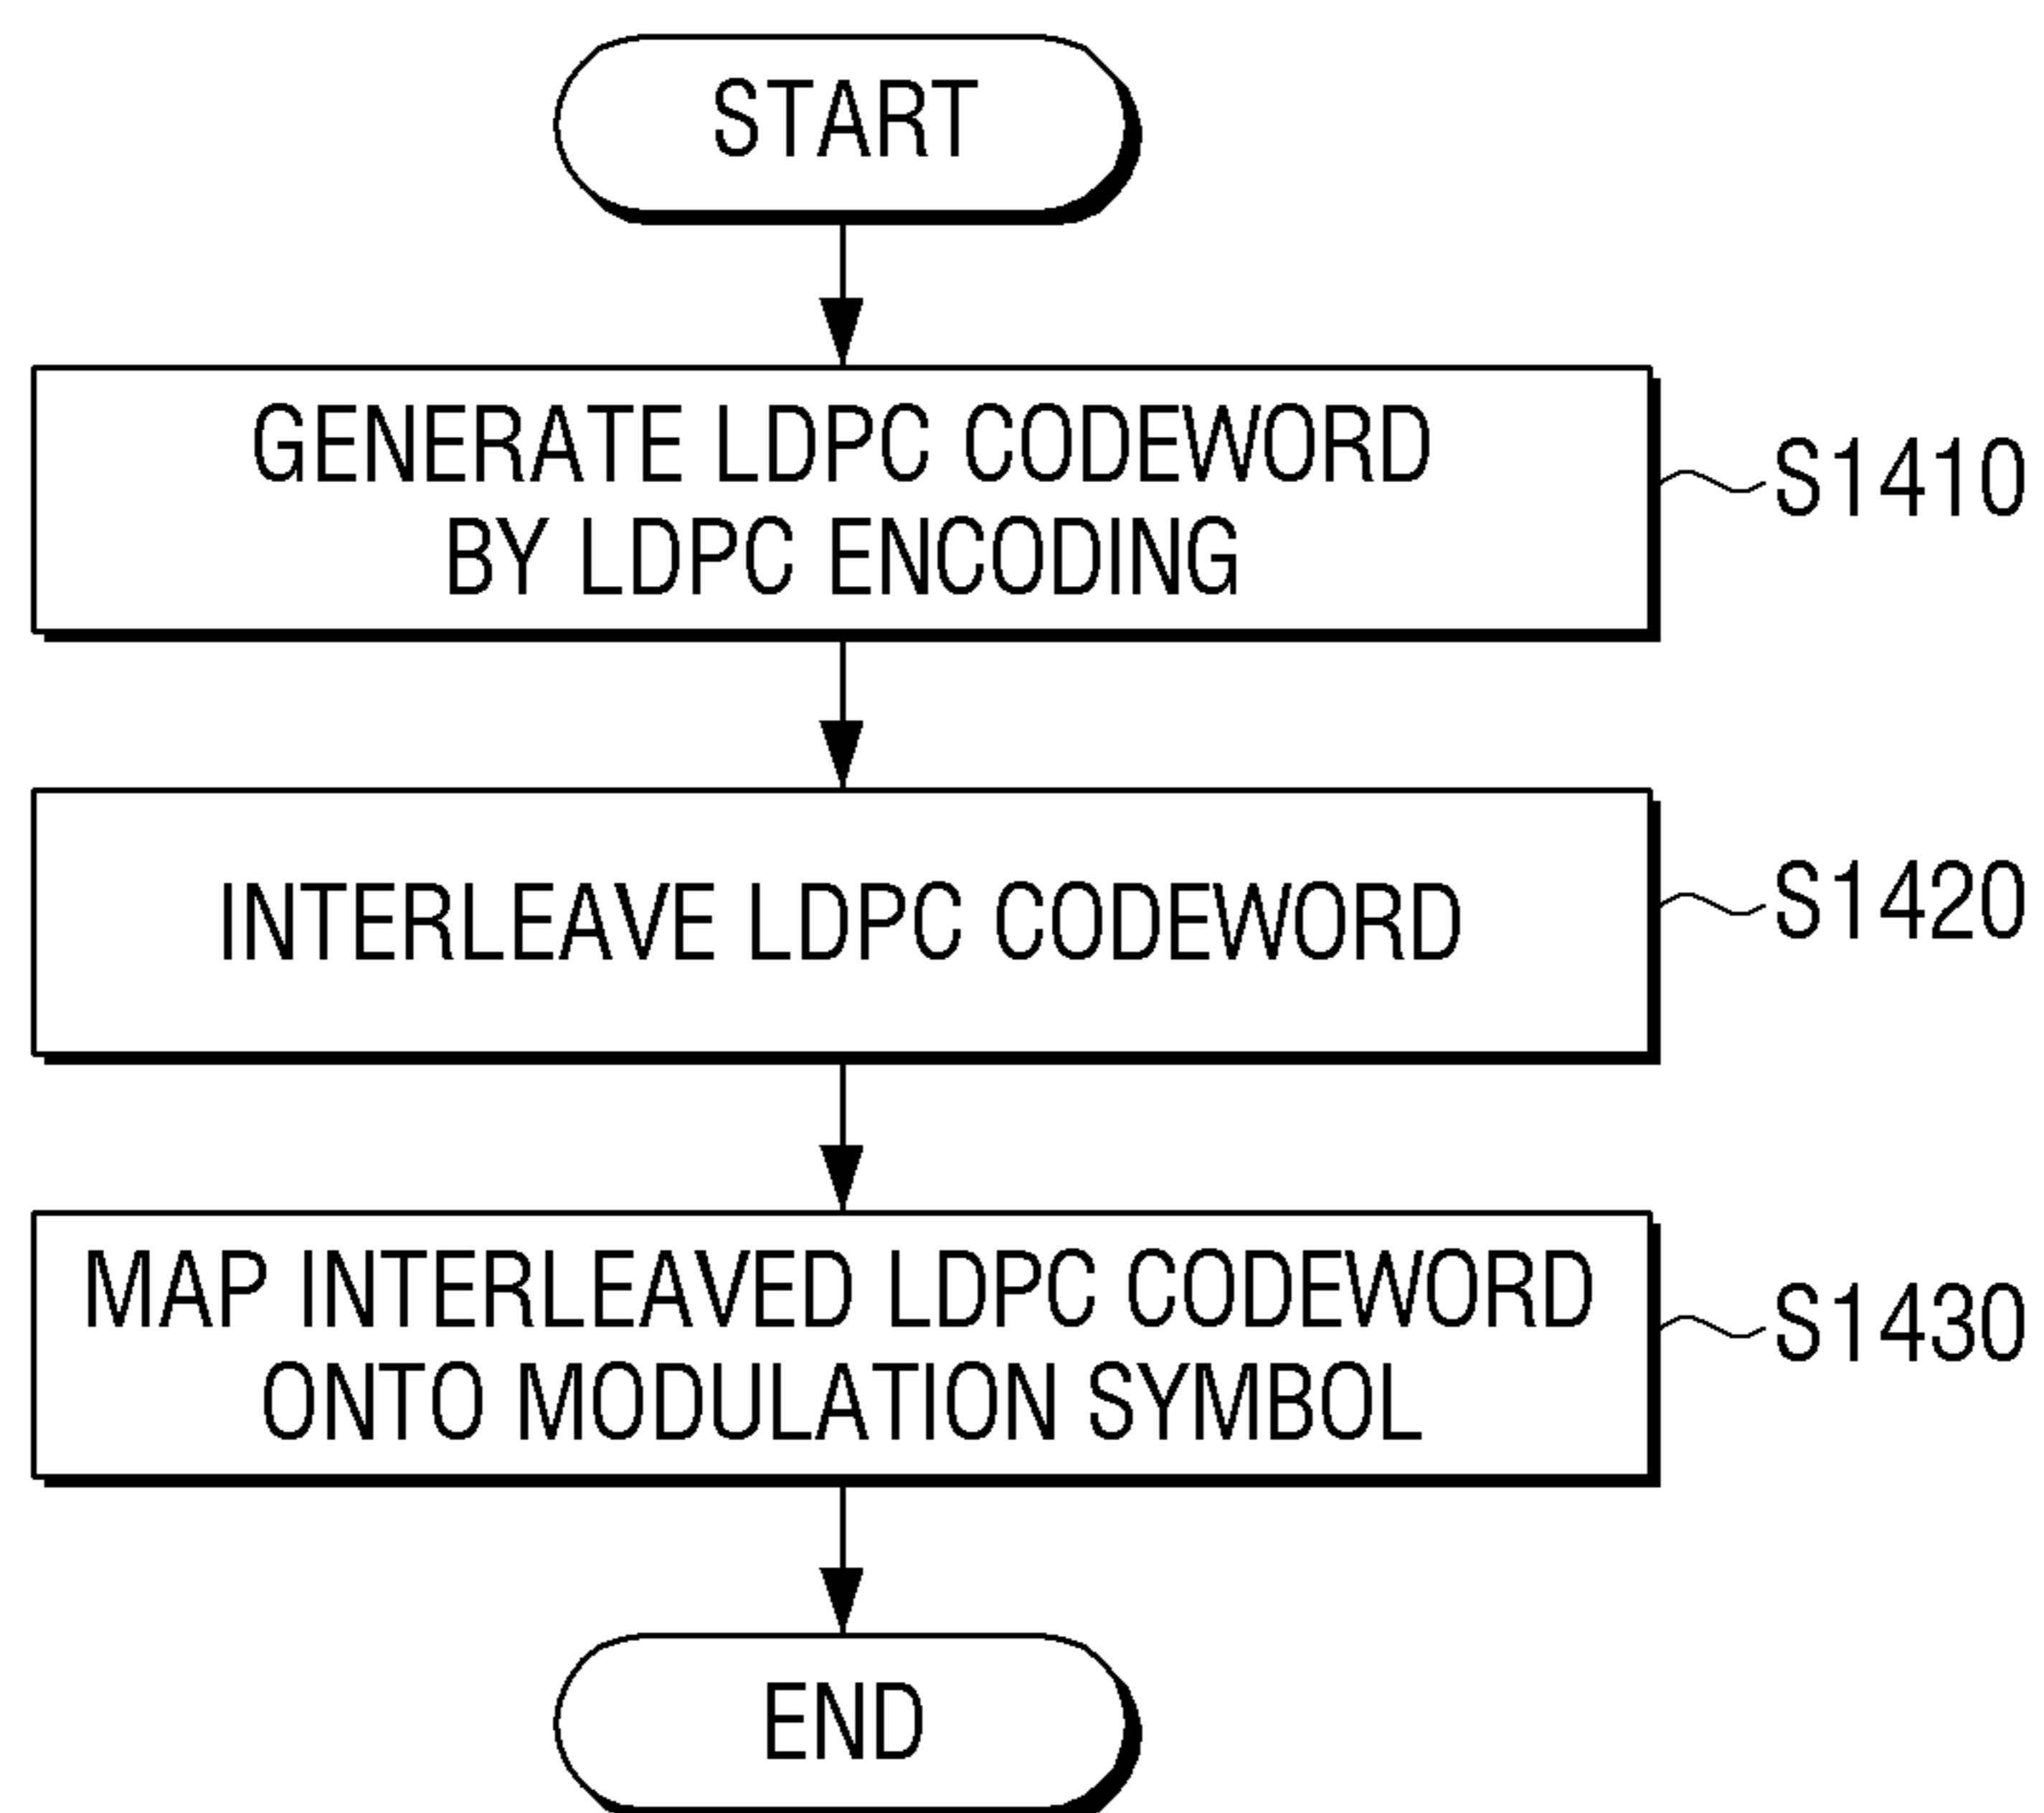 START
GENERATE LDPC CODEWORD
BY LDPC ENCODING
S1410
INTERLEAVE LDPC CODEWORD
S1420
MAP INTERLEAVED LDPC CODEWORD
ONTO MODULATION SYMBOL
S1430
END